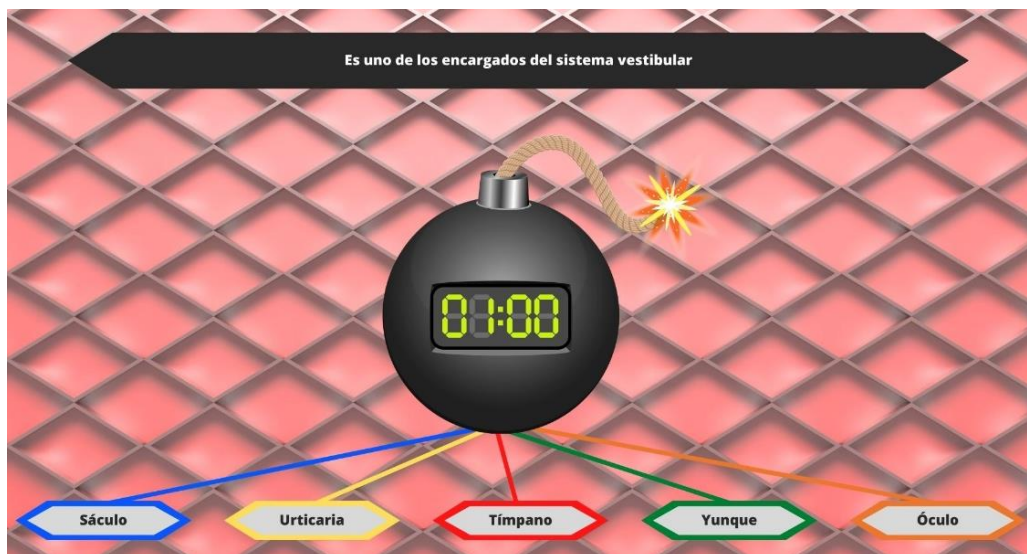 Es uno de los encargados del sistema vestibular
01:00
Sáculo
Urticaria
Tímpano
Yunque
Óculo